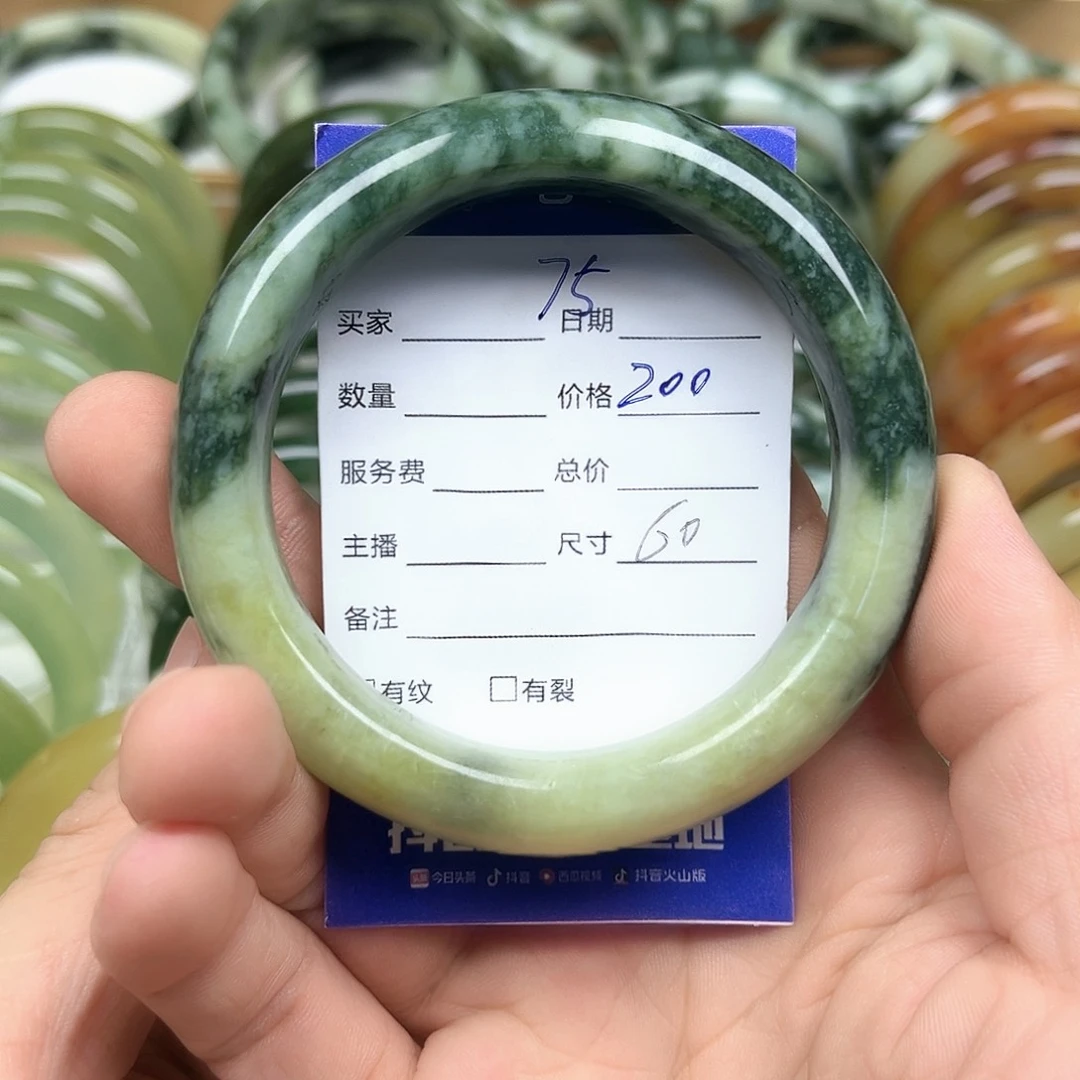 75
买家 日期
数量 价格 200
服务费 总价
主播 尺寸 60
备注
有纹 □有裂
今日头条 抖音 西瓜视频 抖音火山版